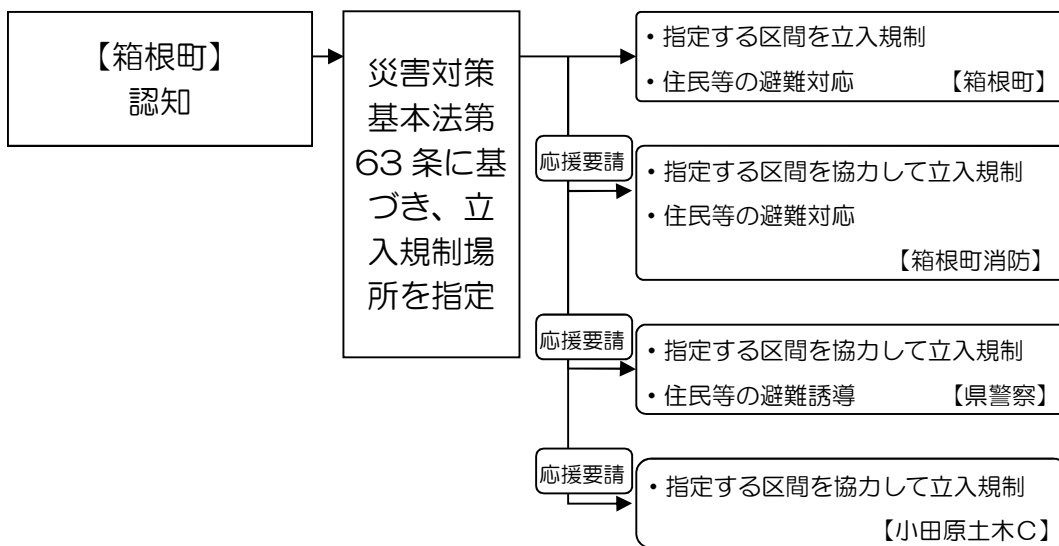 【箱根町】
認知
災害対策
基本法第
63条に基
づき、立
入規制場
所を指定
・指定する区間を立入規制
・住民等の避難対応 【箱根町】
応援要請
・指定する区間を協力して立入規制
・住民等の避難対応
【箱根町消防】
応援要請
・指定する区間を協力して立入規制
・住民等の避難誘導 【県警察】
応援要請
・指定する区間を協力して立入規制
【小田原土木C】